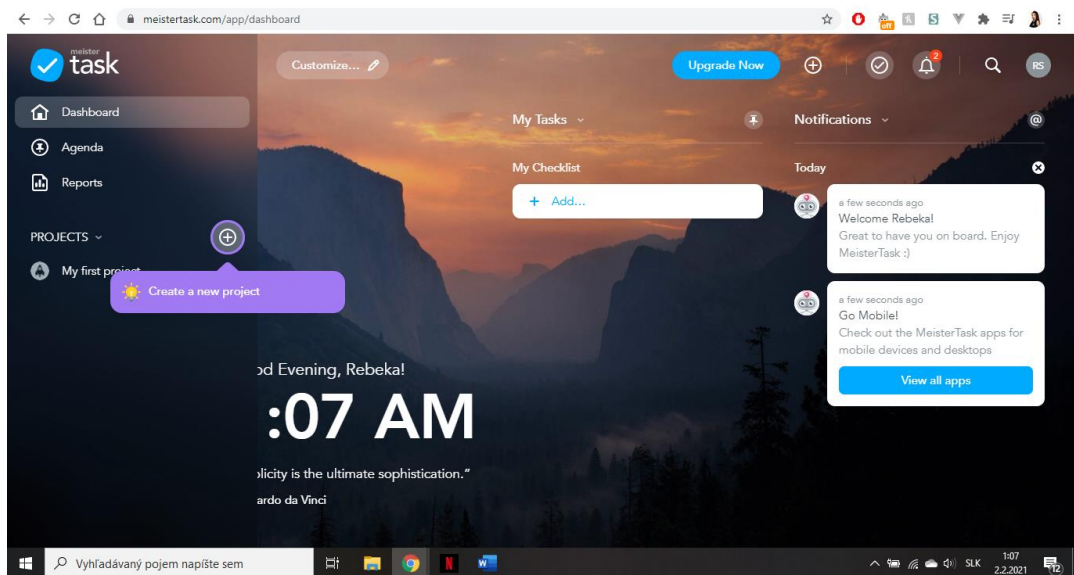 meistertask.com/app/dashboard
off
meister
task
Customize...
Upgrade Now
2
RS
Dashboard
Agenda
Reports
PROJECTS
My first project
Create a new project
My Tasks
My Checklist
+ Add...
Notifications
@
Today
a few seconds ago
Welcome Rebeka!
Great to have you on board. Enjoy
MeisterTask :)
a few seconds ago
Go Mobile!
Check out the MeisterTask apps for
mobile devices and desktops
View all apps
od Evening, Rebeka!
:07 AM
plicity is the ultimate sophistication."
ardo da Vinci
Vyhľadávaný pojem napíšte sem
N
W
SLK
1:07
2.2.2021
12